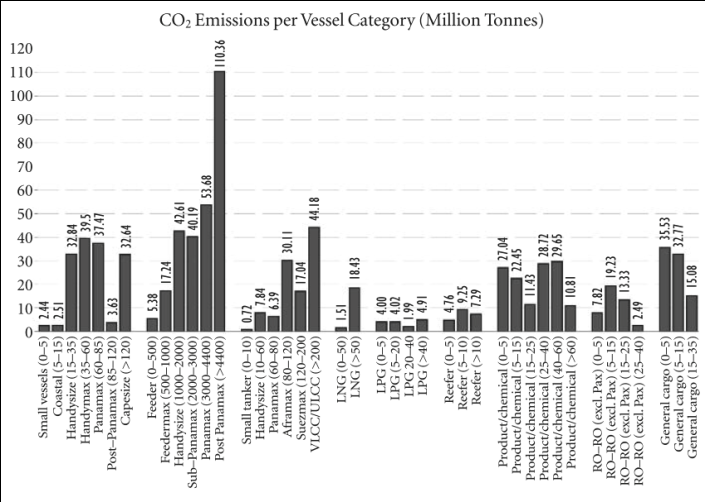 CO₂ Emissions per Vessel Category (Million Tonnes)
120
110
100
90
80
70
60
50
40
30
20
10
0
2.44
2.51
32.84
39.5
37.47
3.63
32.64
5.38
17.24
42.61
40.19
53.68
110.36
0.72
7.84
6.39
30.11
17.04
44.18
1.51
18.43
4.00
4.02
1.99
4.91
4.76
9.25
7.29
27.04
22.45
11.43
28.72
29.65
10.81
7.82
19.23
13.33
2.49
35.53
32.77
15.08
Small vessels (0–5)
Coastal (5–15)
Handysize (15–35)
Handymax (35–60)
Panamax (60–85)
Post–Panamax (85–120)
Capesize (>120)
Feeder (0–500)
Feedermax (500–1000)
Handysize (1000–2000)
Sub–Panamax (2000–3000)
Panamax (3000–4400)
Post Panamax (>4400)
Small tanker (0–10)
Handysize (10–60)
Panamax (60–80)
Aframax (80–120)
Suezmax (120–200
VLCC/ULCC (>200)
LNG (0–50)
LNG (>50)
LPG (0–5)
LPG (5–20)
LPG 20–40
LPG (>40)
Reefer (0–5)
Reefer (5–10)
Reefer (>10)
Product/chemical (0–5)
Product/chemical (5–15)
Product/chemical (15–25)
Product/chemical (25–40)
Product/chemical (40–60)
Product/chemical (>60)
RO–RO (excl. Pax) (0–5)
RO–RO (excl. Pax) (5–15)
RO–RO (excl. Pax) (15–25)
RO–RO (excl. Pax) (25–40)
General cargo (0–5)
General cargo (5–15)
General cargo (15–35)